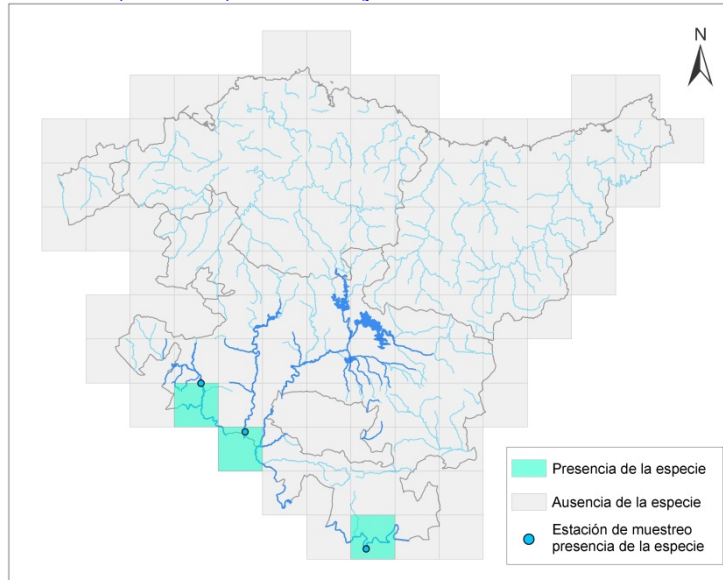 N
Presencia de la especie
Ausencia de la especie
Estación de muestreo
presencia de la especie